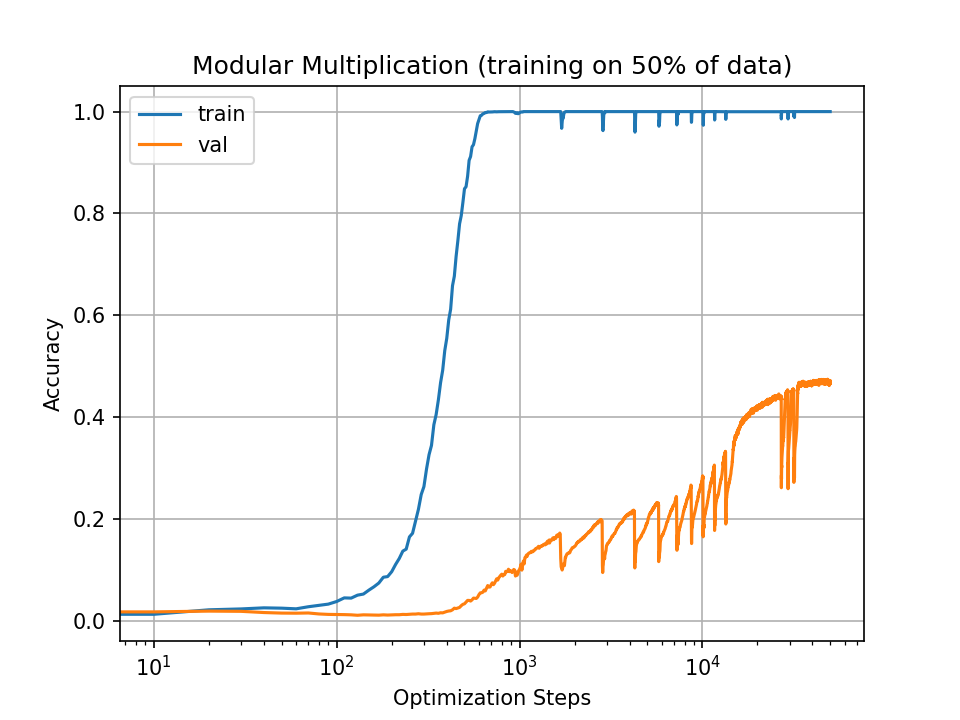 Modular Multiplication (training on 50% of data)
train
val
1.0
0.8
0.6
0.4
0.2
0.0
Accuracy
10¹ 10² 10³ 10⁴
Optimization Steps